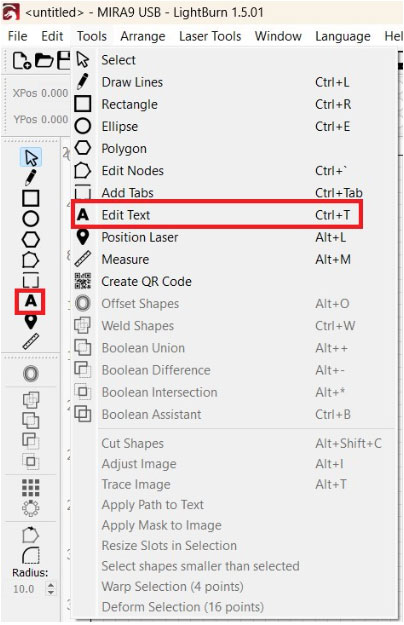 <untitled> - MIRA9 USB - LightBurn 1.5.01
File Edit Tools Arrange Laser Tools Window Language Help
XPos 0.000
YPos 0.000
Select
Draw Lines Ctrl+L
Rectangle Ctrl+R
Ellipse Ctrl+E
Polygon
Edit Nodes Ctrl+`
Add Tabs Ctrl+Tab
A Edit Text Ctrl+T
Position Laser Alt+L
Measure Alt+M
Create QR Code
Offset Shapes Alt+O
Weld Shapes Ctrl+W
Boolean Union Alt++
Boolean Difference Alt+-
Boolean Intersection Alt+*
Boolean Assistant Ctrl+B
Cut Shapes Alt+Shift+C
Adjust Image Alt+I
Trace Image Alt+T
Apply Path to Text
Apply Mask to Image
Resize Slots in Selection
Select shapes smaller than selected
Warp Selection (4 points)
Deform Selection (16 points)
A
Radius:
10.0